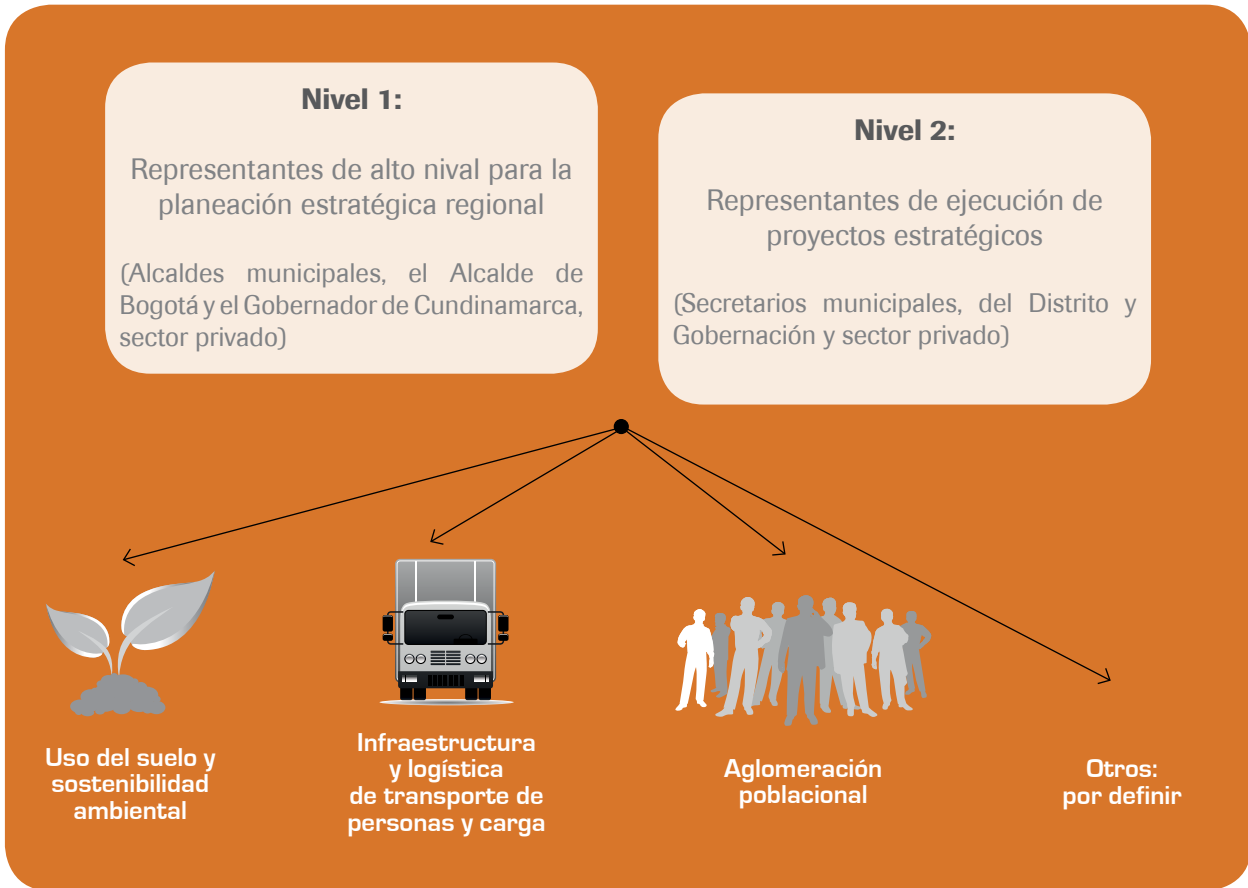 Nivel 1:
Representantes de alto nival para la
planeación estratégica regional
(Alcaldes municipales, el Alcalde de
Bogotá y el Gobernador de Cundinamarca,
sector privado)
Nivel 2:
Representantes de ejecución de
proyectos estratégicos
(Secretarios municipales, del Distrito y
Gobernación y sector privado)
Uso del suelo y
sostenibilidad
ambiental
Infraestructura
y logística
de transporte de
personas y carga
Aglomeración
poblacional
Otros:
por definir